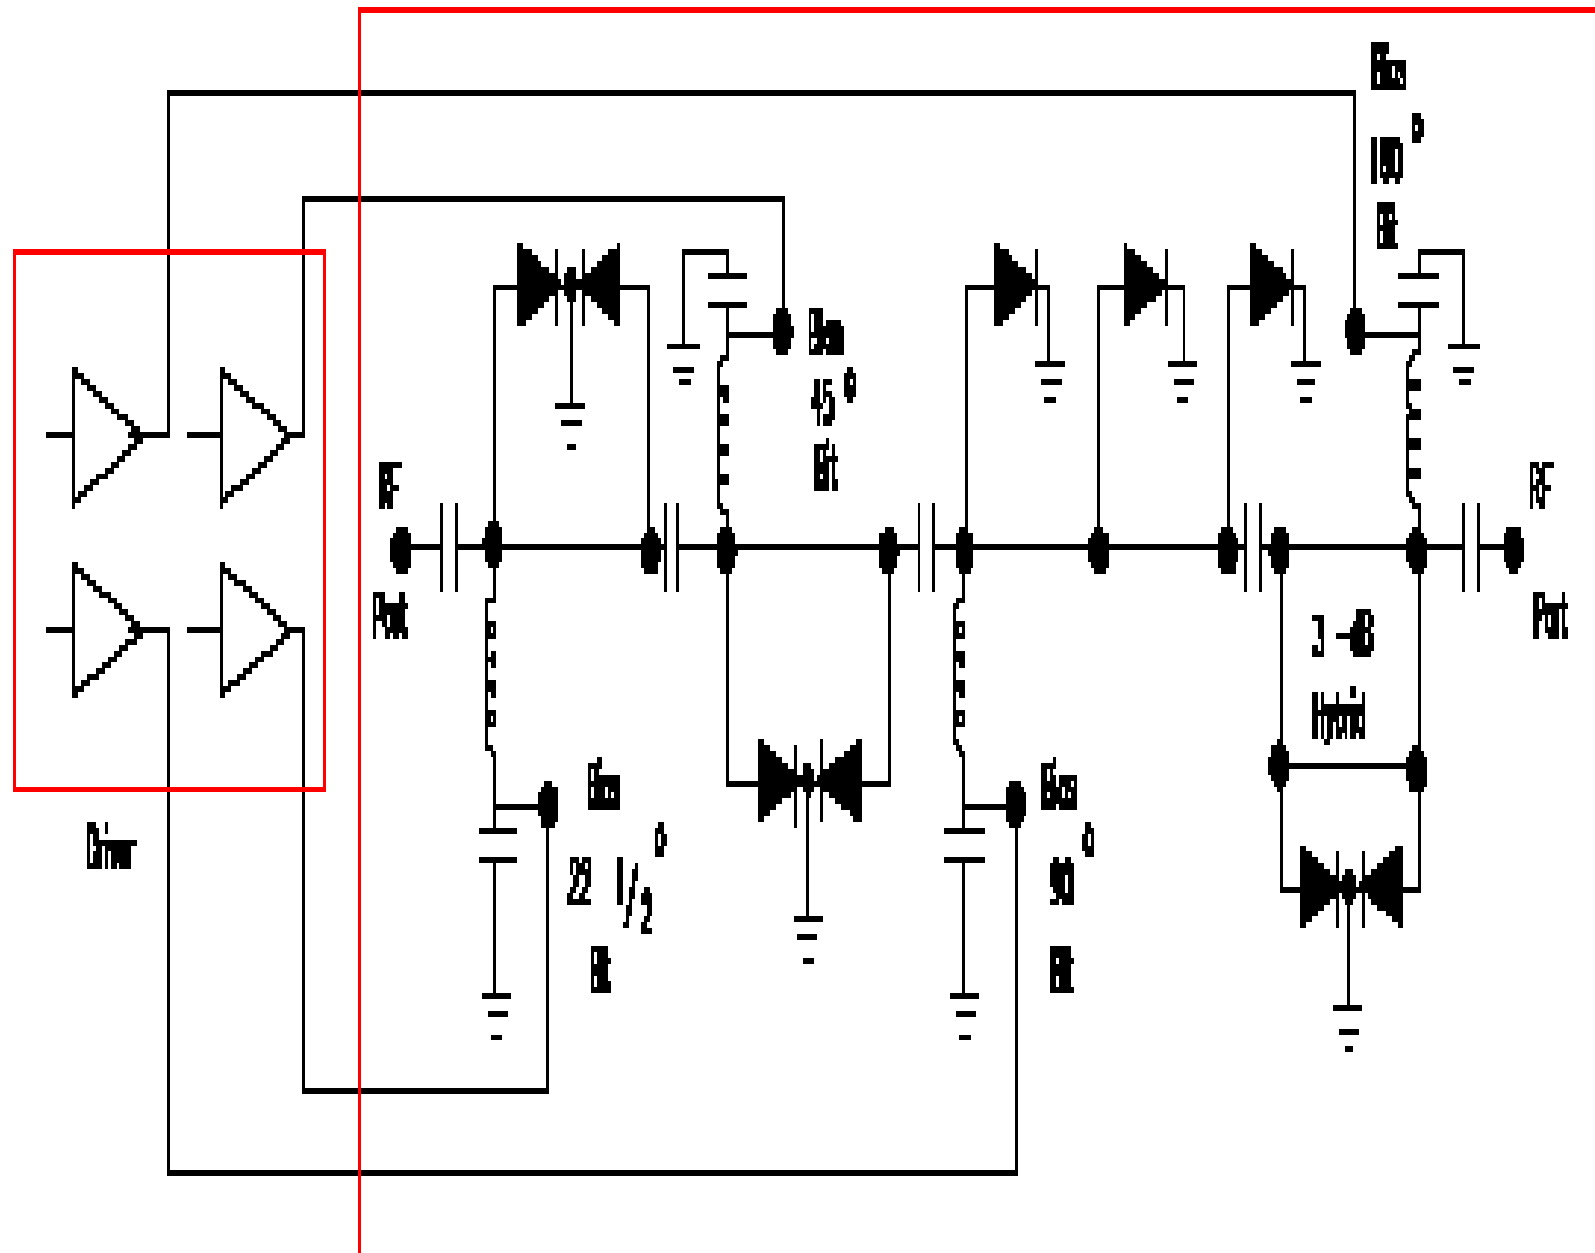 Bias
180°
Bit
Bias
45°
Bit
RF
Port
RF
Port
3 -dB
Hybrid
Bias
22 1/2°
Bit
Bias
90°
Bit
Driver